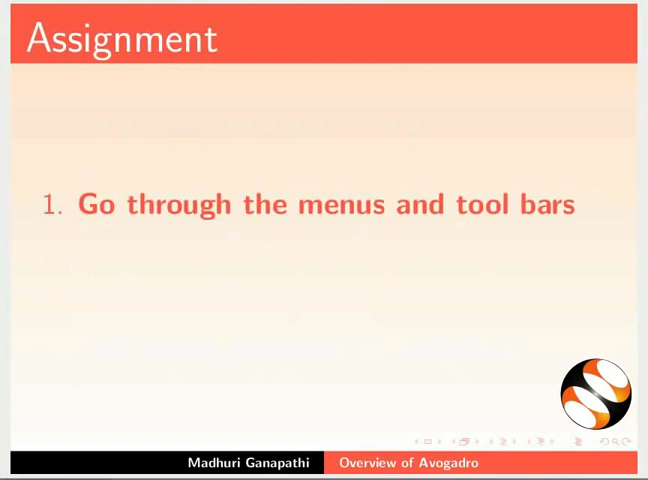 Assignment
1. Go through the menus and tool bars
Madhuri Ganapathi
Overview of Avogadro